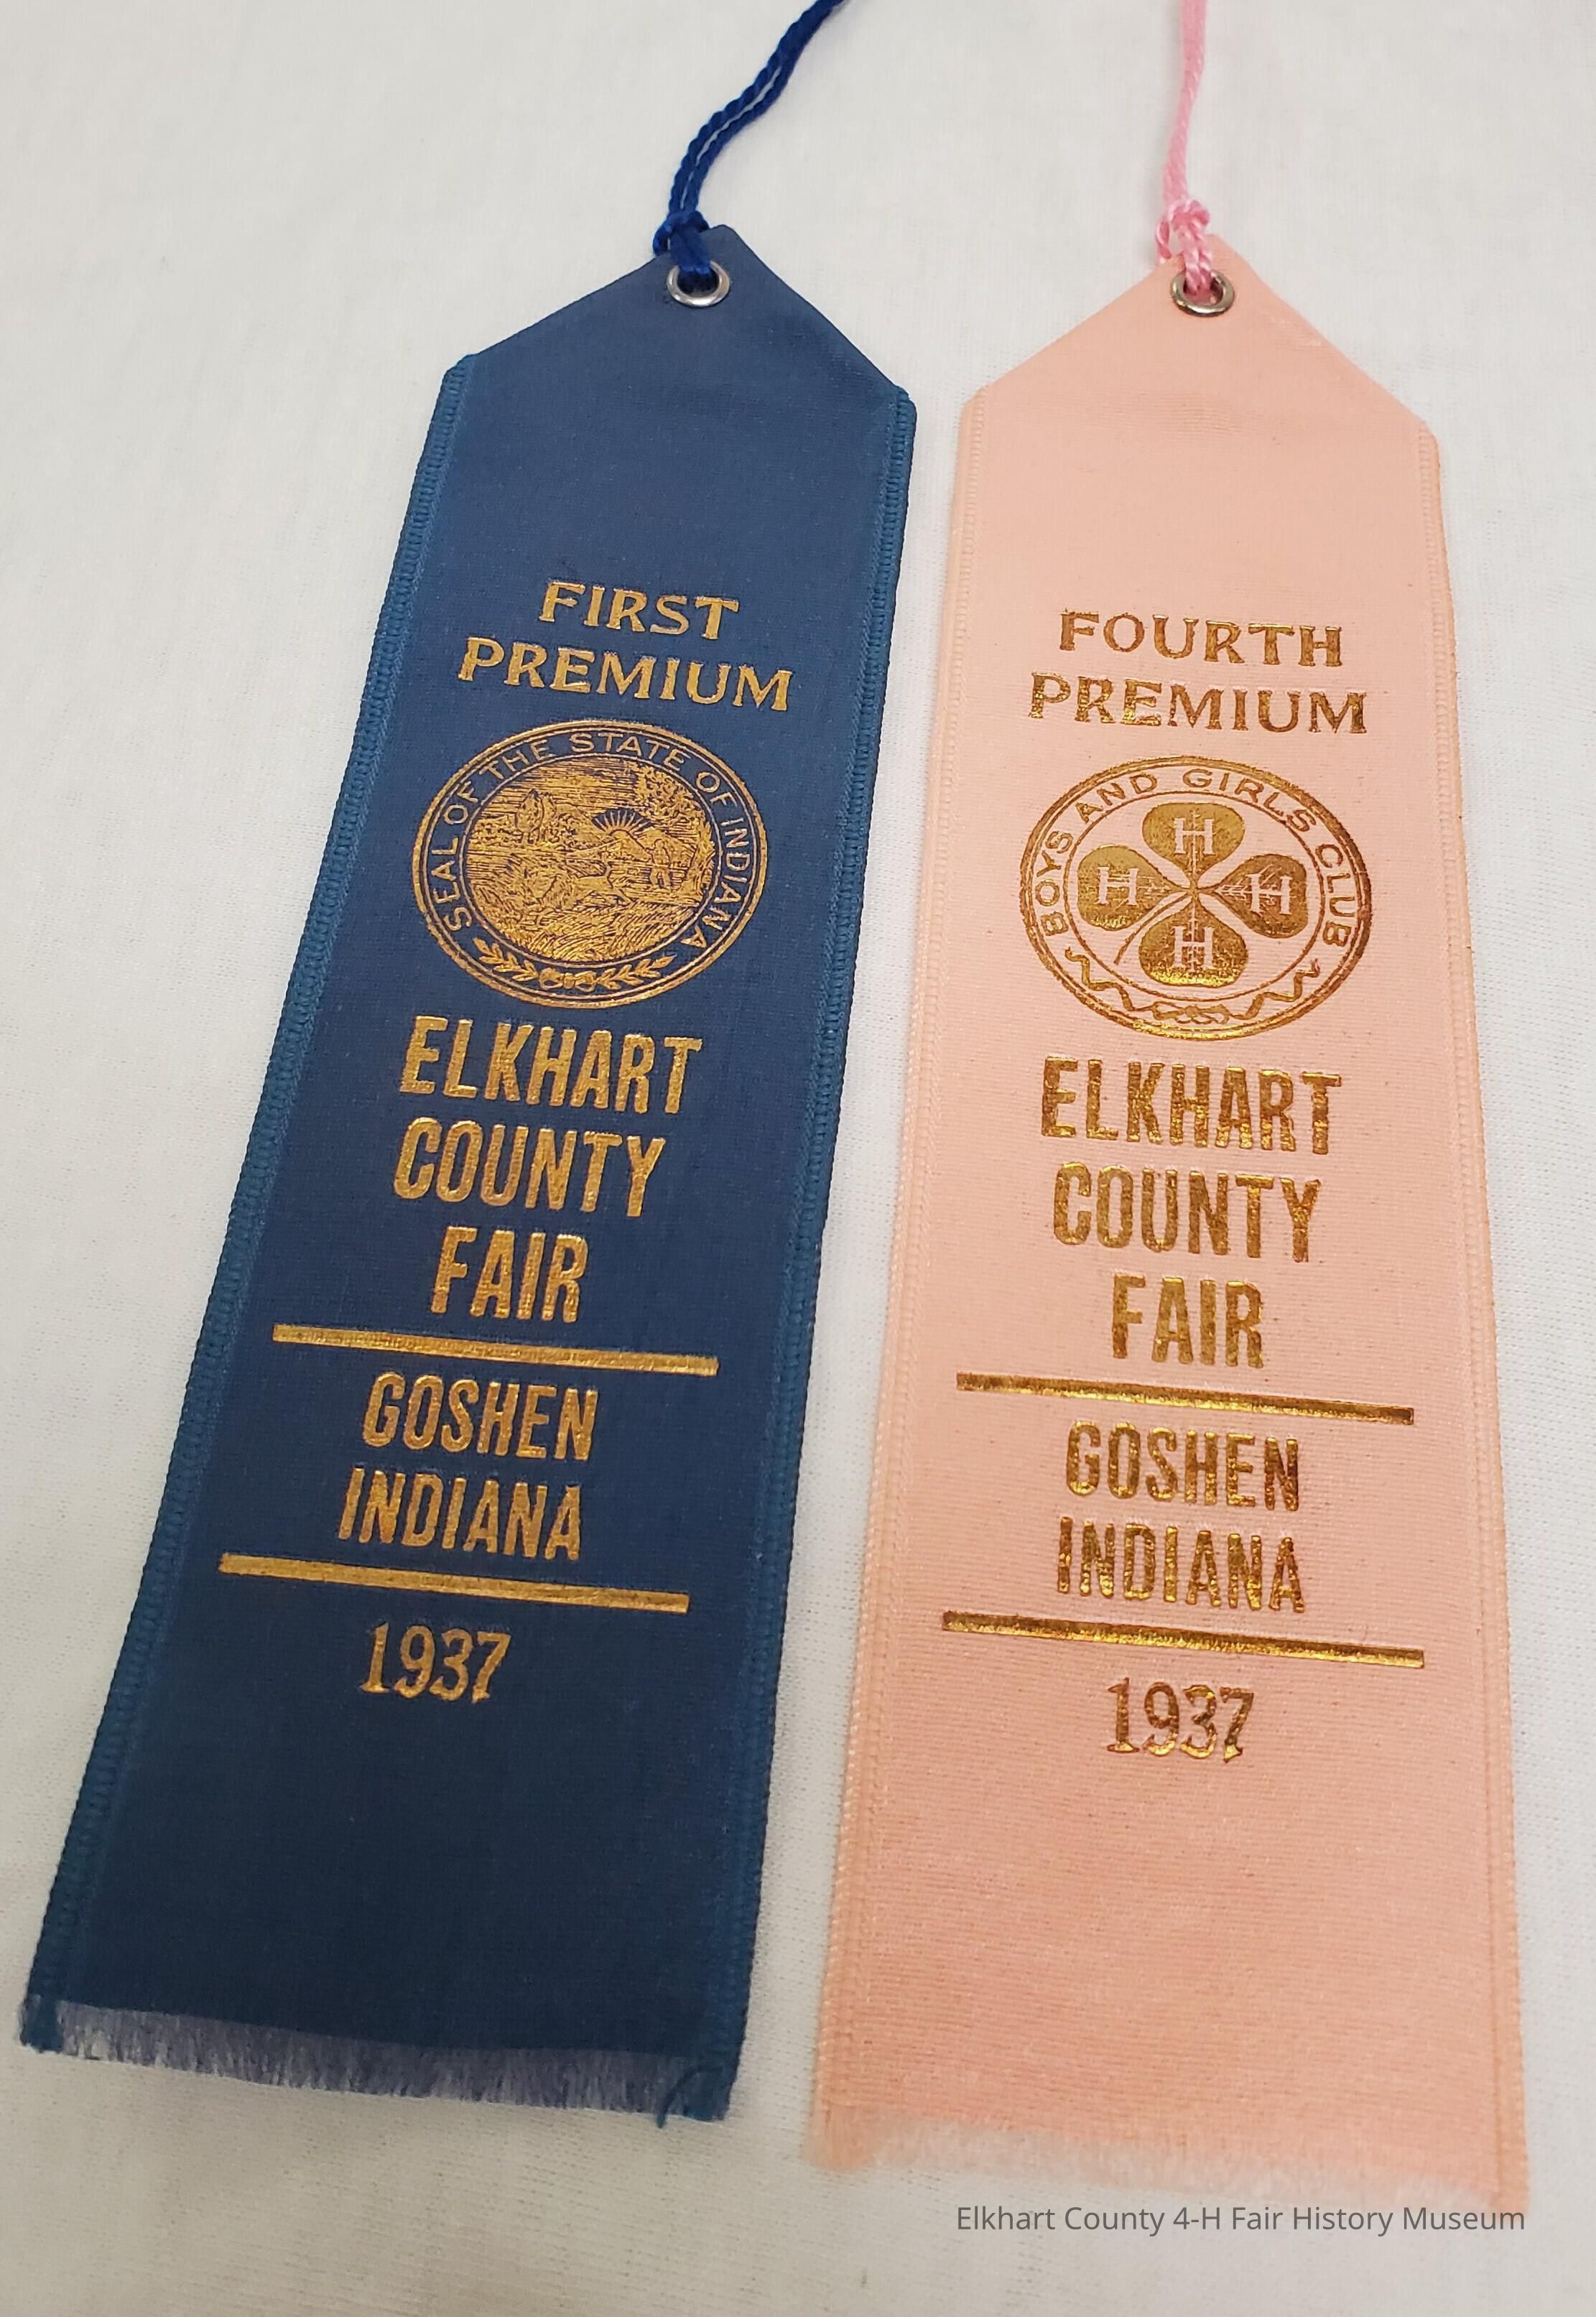 FIRST
PREMIUM
SEAL OF THE STATE OF INDIANA
ELKHART
COUNTY
FAIR
GOSHEN
INDIANA
1937
FOURTH
PREMIUM
BOYS AND GIRLS CLUB
H
H H
H
ELKHART
COUNTY
FAIR
GOSHEN
INDIANA
1937
Elkhart County 4-H Fair History Museum